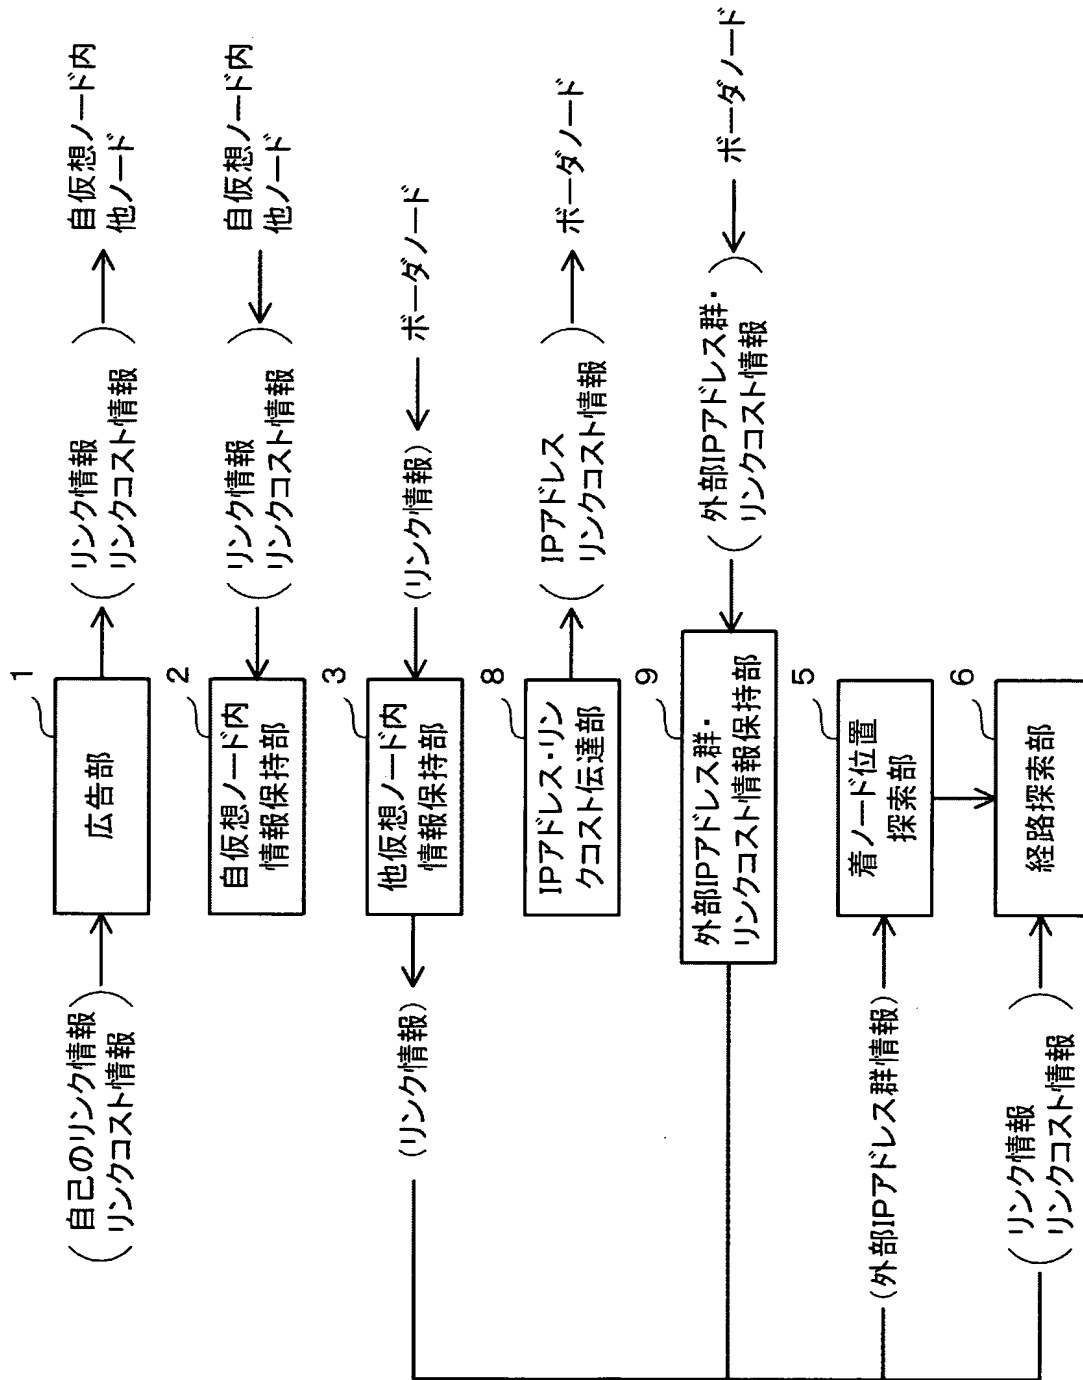 1
自己のリンク情報
リンクコスト情報
広告部
リンク情報
リンクコスト情報
自仮想ノード内
他ノード
2
自仮想ノード内
情報保持部
リンク情報
リンクコスト情報
自仮想ノード内
他ノード
3
(リンク情報)
他仮想ノード内
情報保持部
(リンク情報)
ボーダノード
8
IPアドレス・リン
クコスト伝達部
IPアドレス
リンクコスト情報
ボーダノード
9
外部IPアドレス群・
リンクコスト情報保持部
外部IPアドレス群・
リンクコスト情報
ボーダノード
5
(外部IPアドレス群情報)
着ノード位置
探索部
6
リンク情報
リンクコスト情報
経路探索部